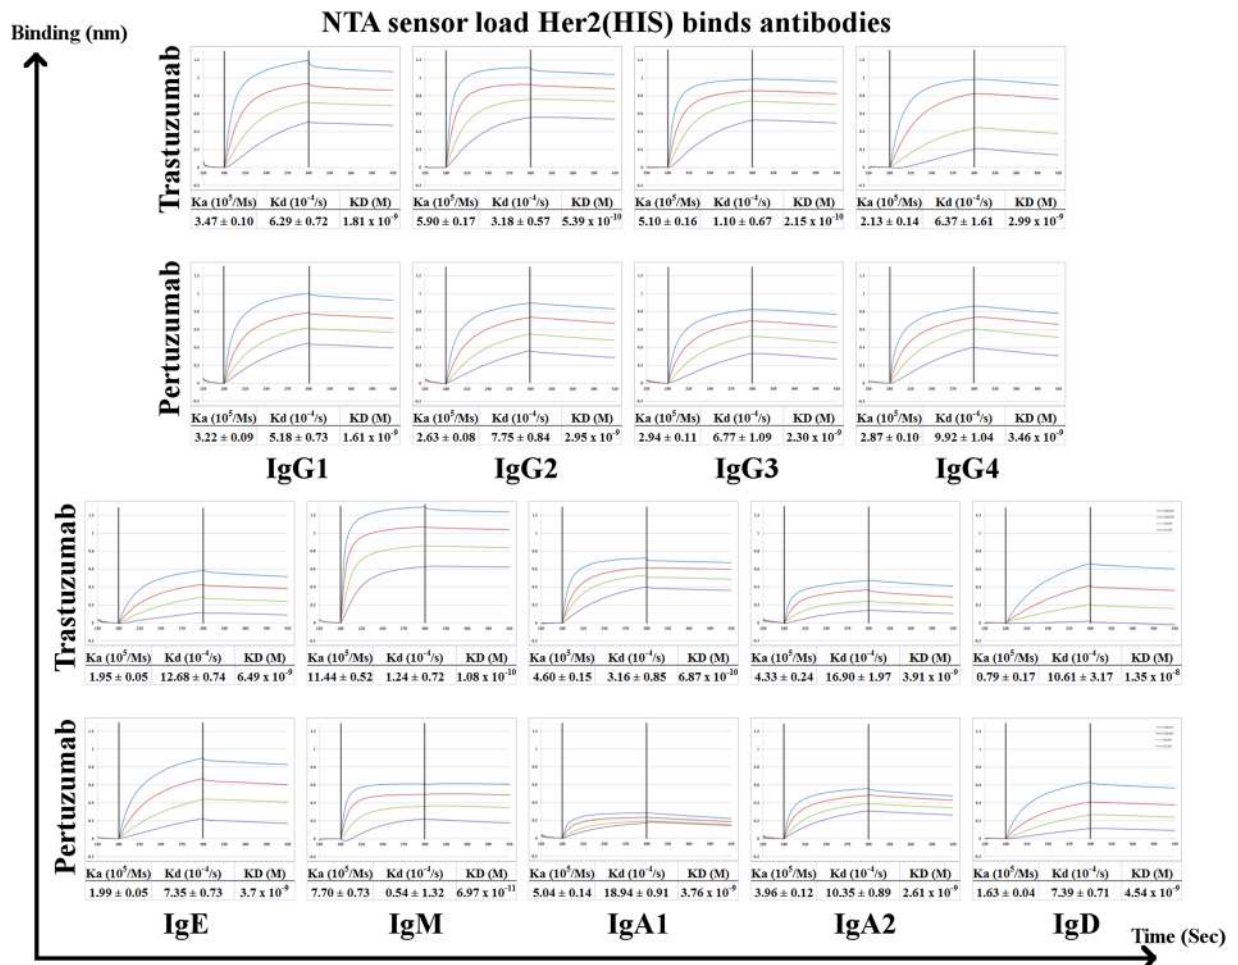 NTA sensor load Her2(HIS) binds antibodies
Binding (nm)
Trastuzumab
Ka (10⁵/Ms) Kd (10⁻⁴/s) KD (M) Ka (10⁵/Ms) Kd (10⁻⁴/s) KD (M) Ka (10⁵/Ms) Kd (10⁻⁴/s) KD (M) Ka (10⁵/Ms) Kd (10⁻⁴/s) KD (M)
3.47 ± 0.10 6.29 ± 0.72 1.81 x 10⁻⁹ 5.90 ± 0.17 3.18 ± 0.57 5.39 x 10⁻¹⁰ 5.10 ± 0.16 1.10 ± 0.67 2.15 x 10⁻¹⁰ 2.13 ± 0.14 6.37 ± 1.61 2.99 x 10⁻⁹
Pertuzumab
Ka (10⁵/Ms) Kd (10⁻⁴/s) KD (M) Ka (10⁵/Ms) Kd (10⁻⁴/s) KD (M) Ka (10⁵/Ms) Kd (10⁻⁴/s) KD (M) Ka (10⁵/Ms) Kd (10⁻⁴/s) KD (M)
3.22 ± 0.09 5.18 ± 0.73 1.61 x 10⁻⁹ 2.63 ± 0.08 7.75 ± 0.84 2.95 x 10⁻⁹ 2.94 ± 0.11 6.77 ± 1.09 2.30 x 10⁻⁹ 2.87 ± 0.10 9.92 ± 1.04 3.46 x 10⁻⁹
IgG1 IgG2 IgG3 IgG4
Trastuzumab
Ka (10⁵/Ms) Kd (10⁻⁴/s) KD (M) Ka (10⁵/Ms) Kd (10⁻⁴/s) KD (M) Ka (10⁵/Ms) Kd (10⁻⁴/s) KD (M) Ka (10⁵/Ms) Kd (10⁻⁴/s) KD (M) Ka (10⁵/Ms) Kd (10⁻⁴/s) KD (M)
1.95 ± 0.05 12.68 ± 0.74 6.49 x 10⁻⁹ 11.44 ± 0.52 1.24 ± 0.72 1.08 x 10⁻¹⁰ 4.60 ± 0.15 3.16 ± 0.85 6.87 x 10⁻¹⁰ 4.33 ± 0.24 16.90 ± 1.97 3.91 x 10⁻⁹ 0.79 ± 0.17 10.61 ± 3.17 1.35 x 10⁻⁸
Pertuzumab
Ka (10⁵/Ms) Kd (10⁻⁴/s) KD (M) Ka (10⁵/Ms) Kd (10⁻⁴/s) KD (M) Ka (10⁵/Ms) Kd (10⁻⁴/s) KD (M) Ka (10⁵/Ms) Kd (10⁻⁴/s) KD (M) Ka (10⁵/Ms) Kd (10⁻⁴/s) KD (M)
1.99 ± 0.05 7.35 ± 0.73 3.7 x 10⁻⁹ 7.70 ± 0.73 0.54 ± 1.32 6.97 x 10⁻¹¹ 5.04 ± 0.14 18.94 ± 0.91 3.76 x 10⁻⁹ 3.96 ± 0.12 10.35 ± 0.89 2.61 x 10⁻⁹ 1.63 ± 0.04 7.39 ± 0.71 4.54 x 10⁻⁹
IgE IgM IgA1 IgA2 IgD
Time (Sec)